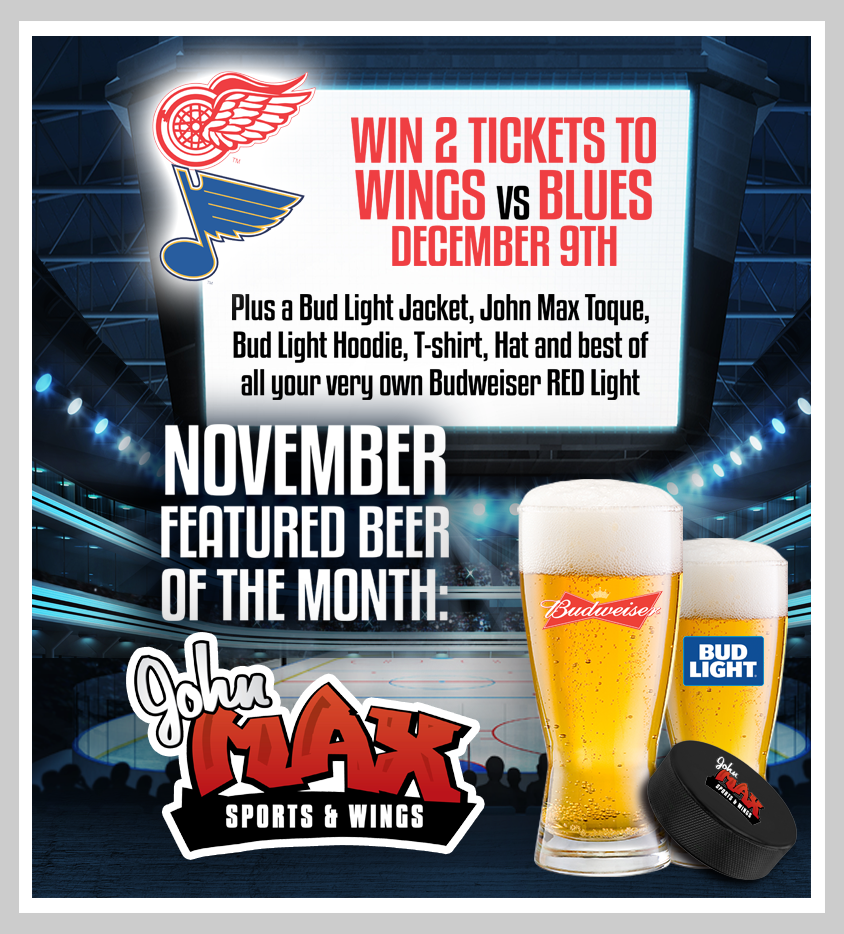 WIN 2 TICKETS TO
WINGS VS BLUES
DECEMBER 9TH
Plus a Bud Light Jacket, John Max Toque,
Bud Light Hoodie, T-shirt, Hat and best of
all your very own Budweiser RED Light
NOVEMBER
FEATURED BEER
OF THE MONTH:
John
MAX
SPORTS & WINGS
Budweiser
BUD
LIGHT
John
MAX
SPORTS & WINGS
TM
TM